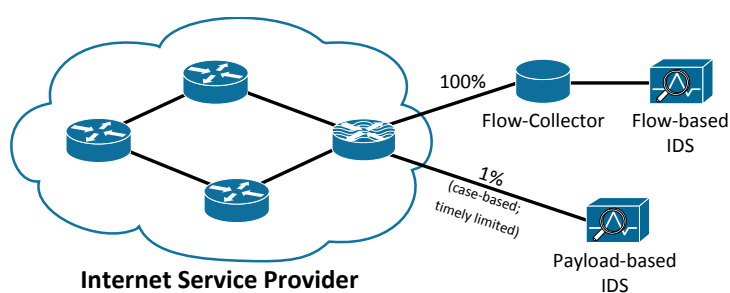 100%
Flow-Collector
Flow-based
IDS
1%
(case-based;
timely limited)
Payload-based
IDS
Internet Service Provider